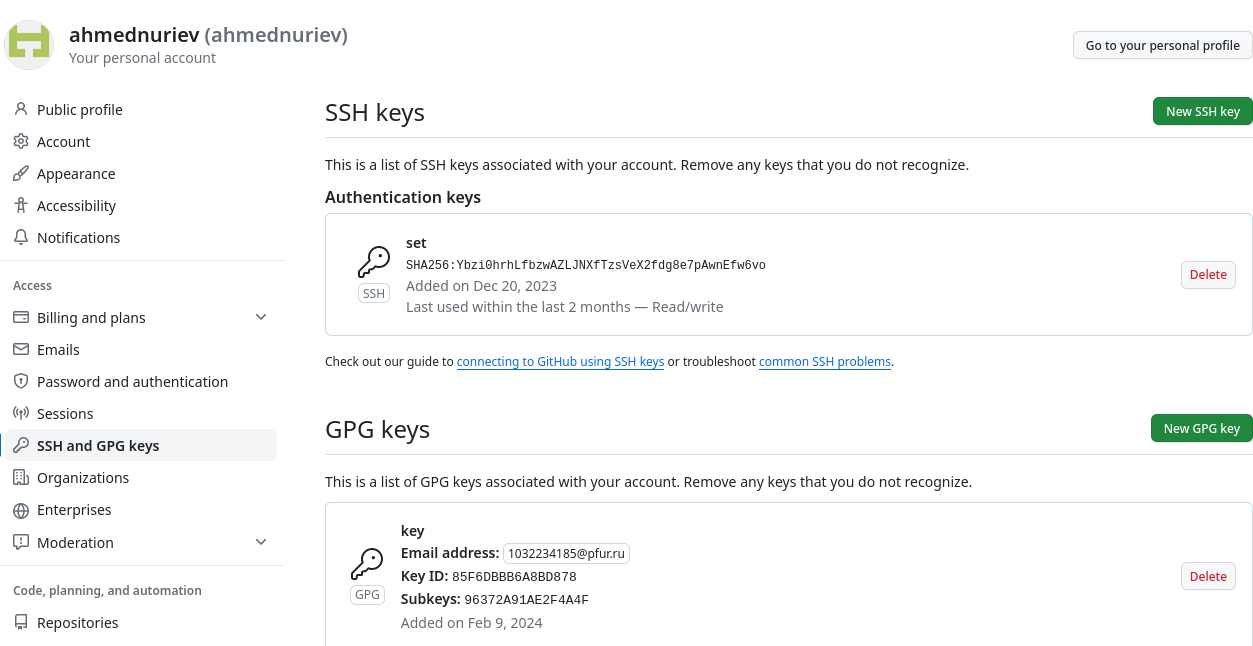 ahmednuriev (ahmednuriev)
Your personal account
Go to your personal profile
Public profile
Account
Appearance
Accessibility
Notifications
Access
Billing and plans
Emails
Password and authentication
Sessions
SSH and GPG keys
Organizations
Enterprises
Moderation
Code, planning, and automation
Repositories
SSH keys
New SSH key
This is a list of SSH keys associated with your account. Remove any keys that you do not recognize.
Authentication keys
SSH
set
SHA256:Ybzi0hrhLfbzwAZLJNXfTzsVeX2fdg8e7pAwnEfw6vo
Added on Dec 20, 2023
Last used within the last 2 months — Read/write
Delete
Check out our guide to connecting to GitHub using SSH keys or troubleshoot common SSH problems.
GPG keys
New GPG key
This is a list of GPG keys associated with your account. Remove any keys that you do not recognize.
GPG
key
Email address: 1032234185@pfur.ru
Key ID: 85F6DBBB6A8BD878
Subkeys: 96372A91AE2F4A4F
Added on Feb 9, 2024
Delete